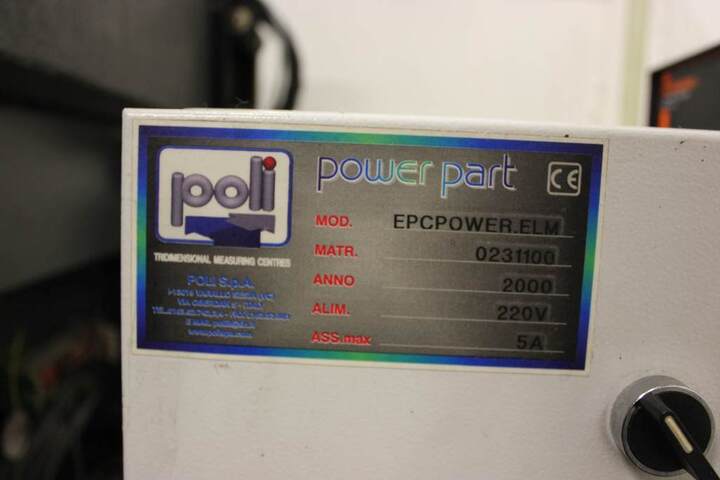 poli
TRIDIMENSIONAL MEASURING CENTRES
POLI S.p.A.
power part
CE
MOD. EPCPOWER.ELM
MATR. 0231100
ANNO 2000
ALIM. 220V
ASS.max 5A